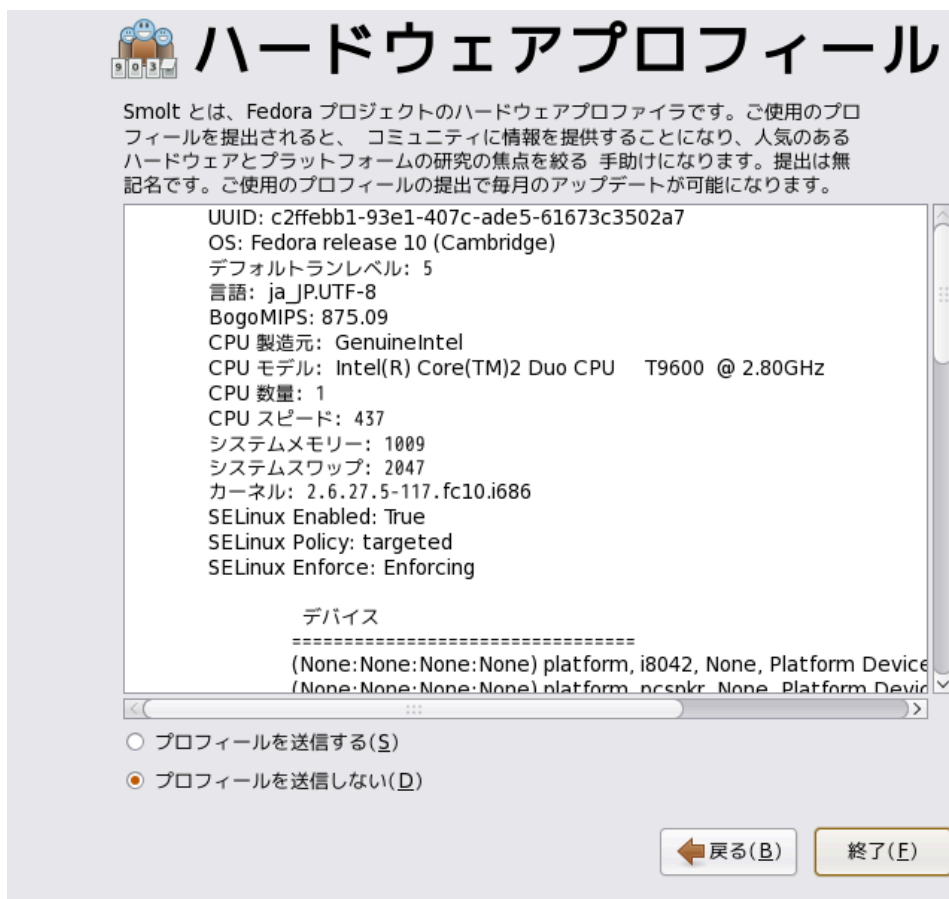 ハードウェアプロフィール
Smolt とは、Fedora プロジェクトのハードウェアプロファイラです。ご使用のプロ
フィールを提出されると、 コミュニティに情報を提供することになり、人気のある
ハードウェアとプラットフォームの研究の焦点を絞る 手助けになります。提出は無
記名です。ご使用のプロフィールの提出で毎月のアップデートが可能になります。
UUID: c2ffebb1-93e1-407c-ade5-61673c3502a7
OS: Fedora release 10 (Cambridge)
デフォルトランレベル: 5
言語: ja_JP.UTF-8
BogoMIPS: 875.09
CPU 製造元: GenuineIntel
CPU モデル: Intel(R) Core(TM)2 Duo CPU     T9600  @ 2.80GHz
CPU 数量: 1
CPU スピード: 437
システムメモリー: 1009
システムスワップ: 2047
カーネル: 2.6.27.5-117.fc10.i686
SELinux Enabled: True
SELinux Policy: targeted
SELinux Enforce: Enforcing
デバイス
=================================
(None:None:None:None) platform, i8042, None, Platform Device
(None:None:None:None) platform, pcspkr, None, Platform Devic
プロフィールを送信する(S)
プロフィールを送信しない(D)
戻る(B)
終了(F)